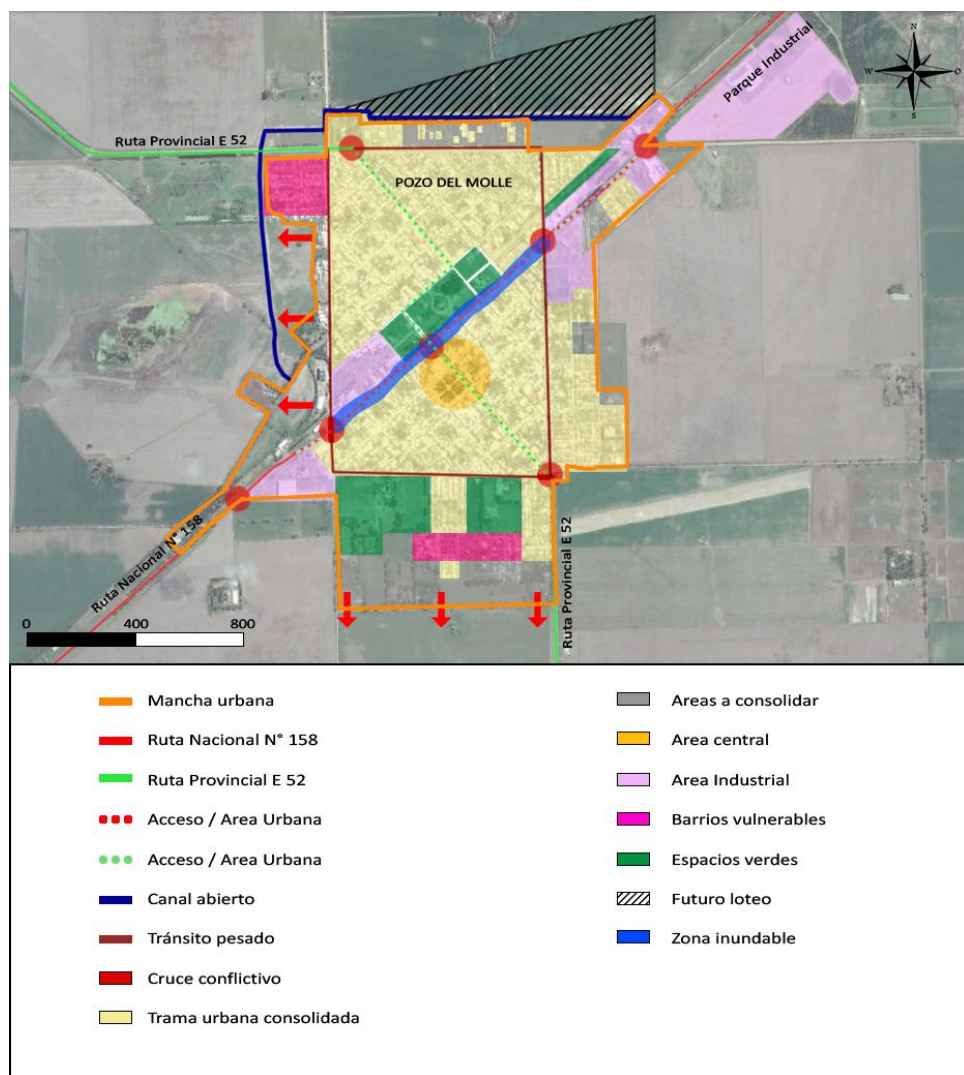 Parque Industrial
N
W
O
S
Ruta Provincial E 52
POZO DEL MOLLE
Ruta Nacional N° 158
Ruta Provincial E 52
0
400
800
Mancha urbana
Ruta Nacional N° 158
Ruta Provincial E 52
Acceso / Area Urbana
Acceso / Area Urbana
Canal abierto
Tránsito pesado
Cruce conflictivo
Trama urbana consolidada
Areas a consolidar
Area central
Area Industrial
Barrios vulnerables
Espacios verdes
Futuro loteo
Zona inundable